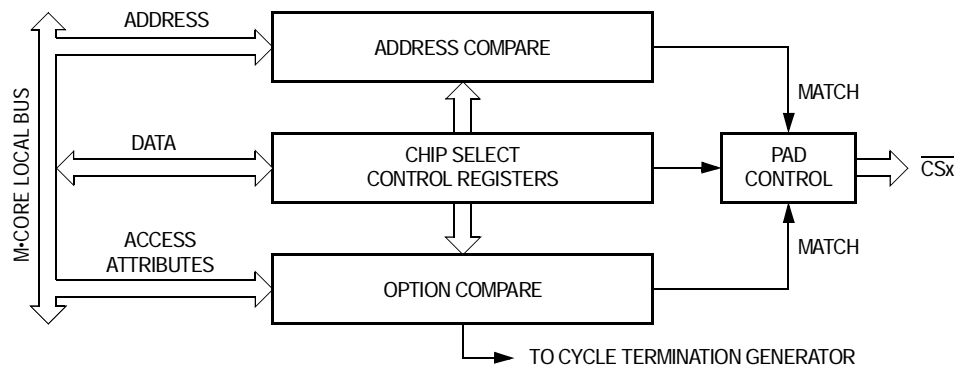 ADDRESS
ADDRESS COMPARE
MATCH
M•CORE LOCAL BUS
DATA
CHIP SELECT
CONTROL REGISTERS
PAD
CONTROL
CSx
ACCESS
ATTRIBUTES
MATCH
OPTION COMPARE
TO CYCLE TERMINATION GENERATOR